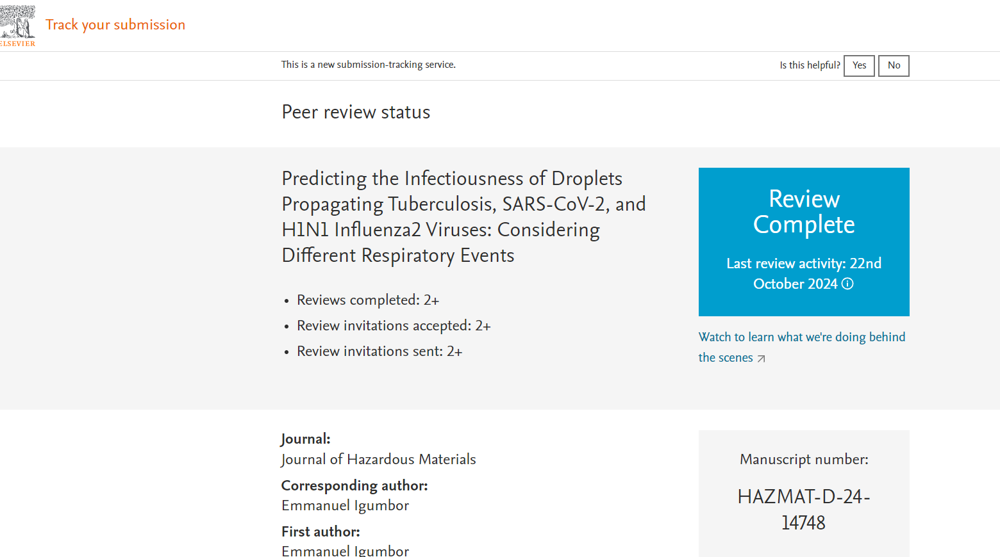 ELSEVIER
Track your submission
This is a new submission-tracking service.
Is this helpful? Yes No
Peer review status
Predicting the Infectiousness of Droplets
Propagating Tuberculosis, SARS-CoV-2, and
H1N1 Influenza2 Viruses: Considering
Different Respiratory Events
• Reviews completed: 2+
• Review invitations accepted: 2+
• Review invitations sent: 2+
Review
Complete
Last review activity: 22nd
October 2024
Watch to learn what we're doing behind
the scenes
Journal:
Journal of Hazardous Materials
Corresponding author:
Emmanuel Igumbor
First author:
Emmanuel Igumbor
Manuscript number:
HAZMAT-D-24-
14748